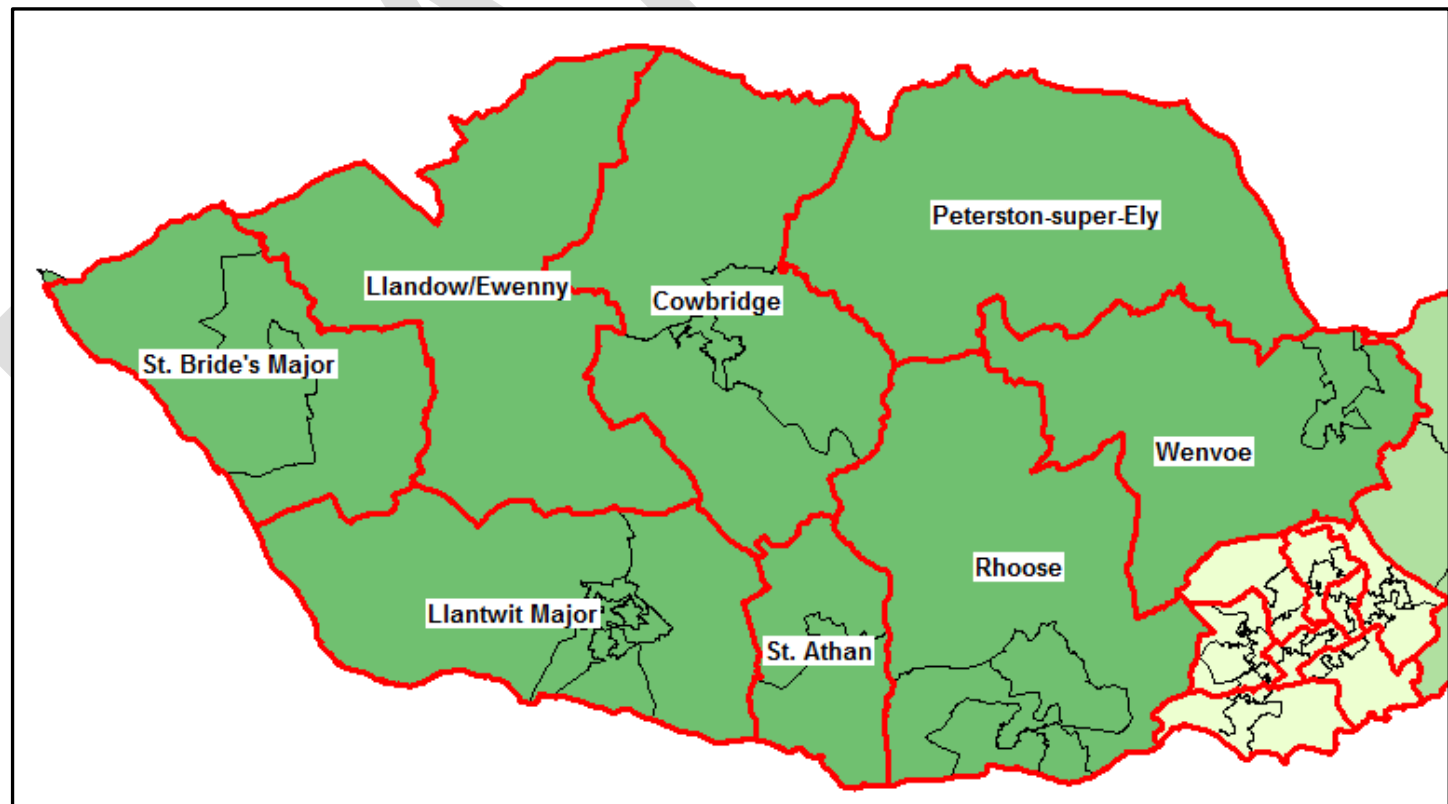 Peterston-super-Ely
Llandow/Ewenny
Cowbridge
St. Bride's Major
Wenvoe
Rhoose
Llantwit Major
St. Athan